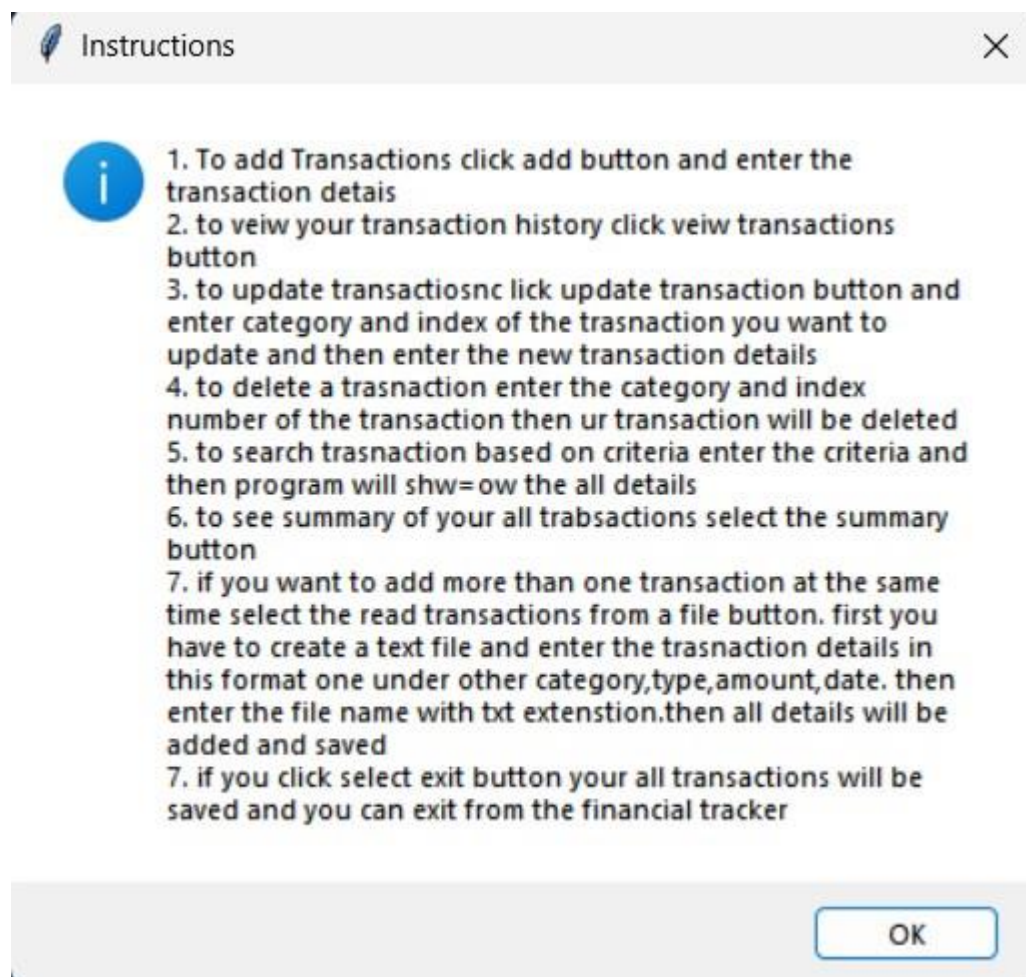 Instructions
1. To add Transactions click add button and enter the
transaction detais
2. to veiw your transaction history click veiw transactions
button
3. to update transactiosnc lick update transaction button and
enter category and index of the trasnaction you want to
update and then enter the new transaction details
4. to delete a trasnaction enter the category and index
number of the transaction then ur transaction will be deleted
5. to search trasnaction based on criteria enter the criteria and
then program will shw=ow the all details
6. to see summary of your all trabsactions select the summary
button
7. if you want to add more than one transaction at the same
time select the read transactions from a file button. first you
have to create a text file and enter the trasnaction details in
this format one under other category,type,amount,date. then
enter the file name with txt extenstion.then all details will be
added and saved
7. if you click select exit button your all transactions will be
saved and you can exit from the financial tracker
OK